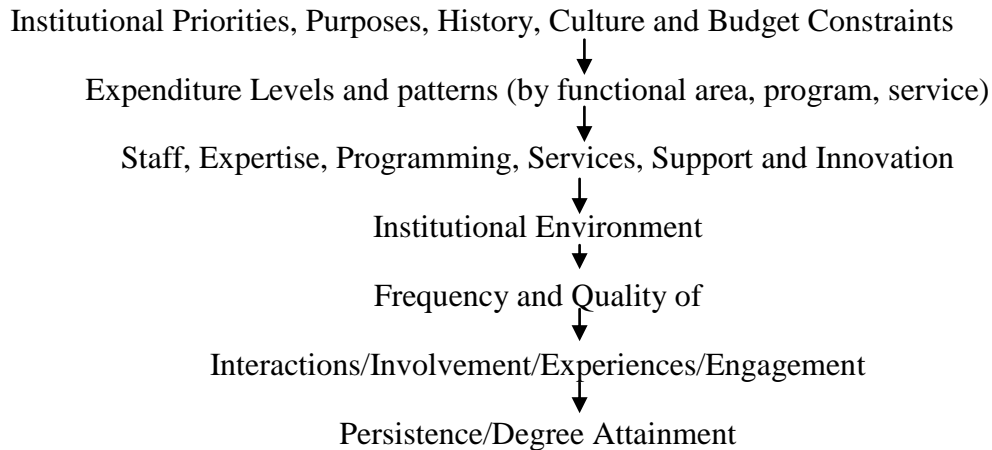 Institutional Priorities, Purposes, History, Culture and Budget Constraints
Expenditure Levels and patterns (by functional area, program, service)
Staff, Expertise, Programming, Services, Support and Innovation
Institutional Environment
Frequency and Quality of
Interactions/Involvement/Experiences/Engagement
Persistence/Degree Attainment